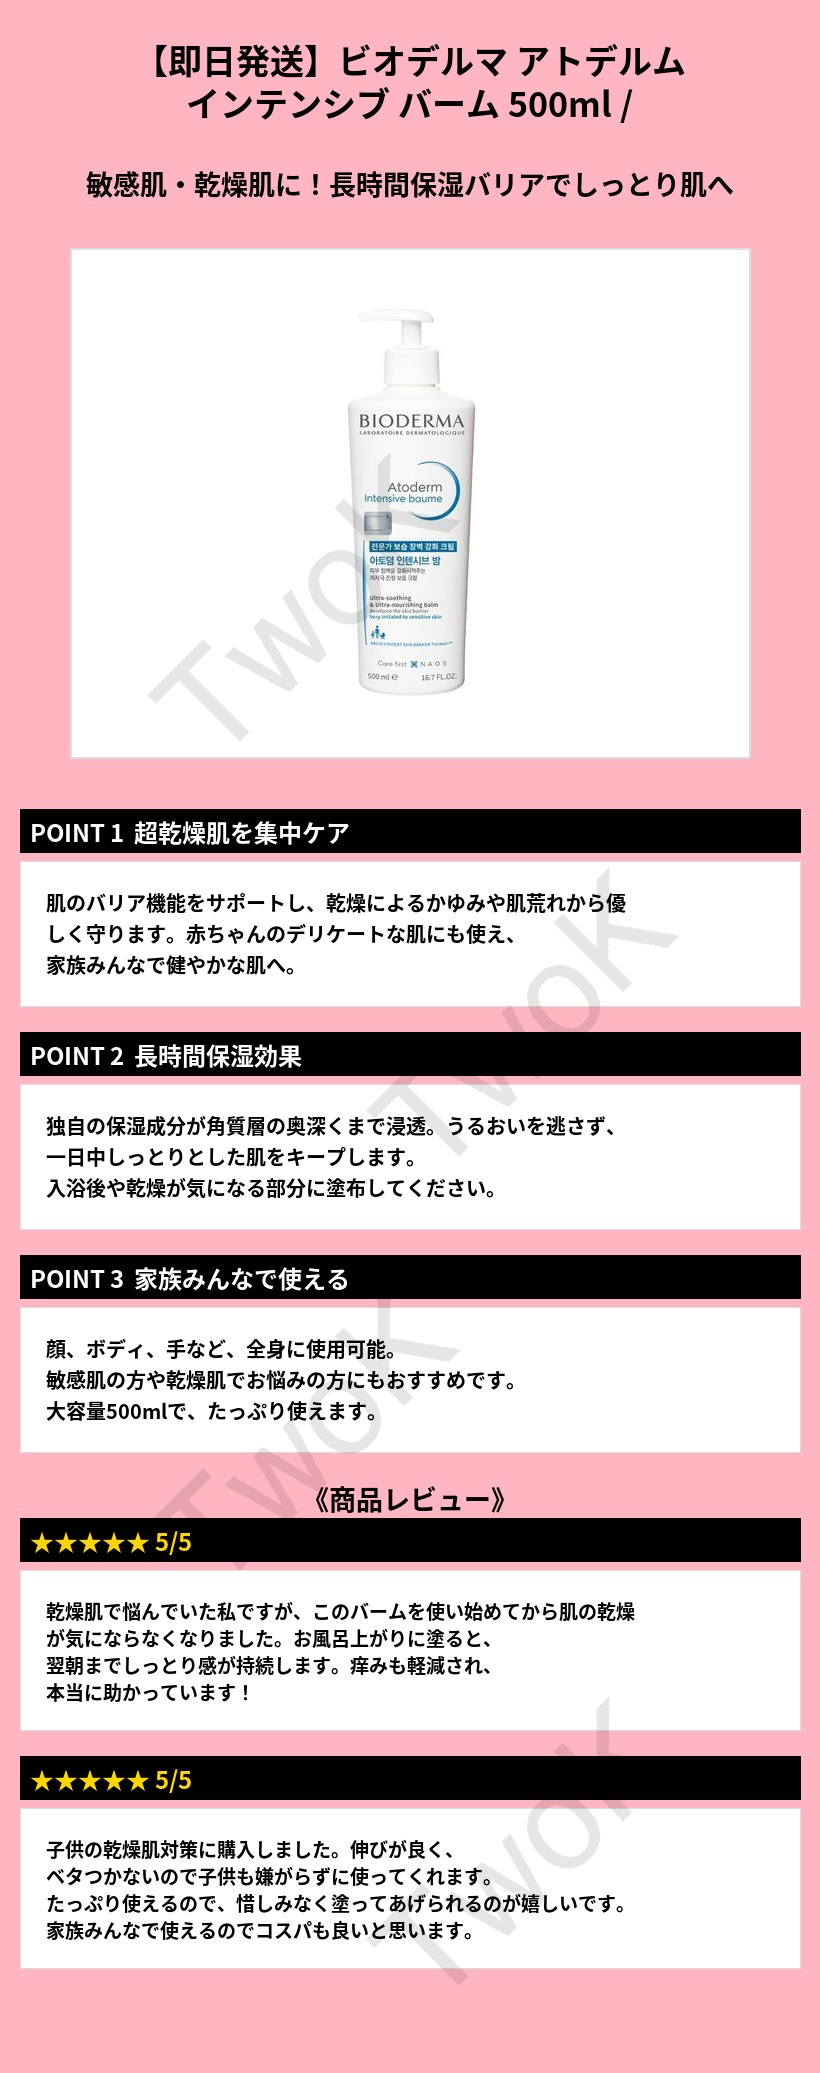 【即日発送】ビオデルマ アトデルム
インテンシブ バーム 500ml /
敏感肌・乾燥肌に！長時間保湿バリアでしっとり肌へ
BIODERMA
LABORATOIRE DERMATOLOGIQUE
Atoderm
Intensive baume
전문가 보습 장벽 강화 크림
아토덤 인텐시브 밤
피부 장벽을 강화시켜주는
저자극 진정 보습 크림
Ultra-soothing
& Ultra-nourishing balm
Reinforce the skin barrier
Very irritated to sensitive skin
PATENT SKIN BARRIER THERAPY™
Care first NAOS
500 ml ℮ 16.7 FL.OZ.
TwoK
POINT 1 超乾燥肌を集中ケア
肌のバリア機能をサポートし、乾燥によるかゆみや肌荒れから優
しく守ります。赤ちゃんのデリケートな肌にも使え、
家族みんなで健やかな肌へ。
TwoK
POINT 2 長時間保湿効果
独自の保湿成分が角質層の奥深くまで浸透。うるおいを逃さず、
一日中しっとりとした肌をキープします。
入浴後や乾燥が気になる部分に塗布してください。
POINT 3 家族みんなで使える
顔、ボディ、手など、全身に使用可能。
敏感肌の方や乾燥肌でお悩みの方にもおすすめです。
大容量500mlで、たっぷり使えます。
TwoK
《商品レビュー》
★★★★★ 5/5
乾燥肌で悩んでいた私ですが、このバームを使い始めてから肌の乾燥
が気にならなくなりました。お風呂上がりに塗ると、
翌朝までしっとり感が持続します。痒みも軽減され、
本当に助かっています！
★★★★★ 5/5
子供の乾燥肌対策に購入しました。伸びが良く、
ベタつかないので子供も嫌がらずに使ってくれます。
たっぷり使えるので、惜しみなく塗ってあげられるのが嬉しいです。
家族みんなで使えるのでコスパも良いと思います。
TwoK